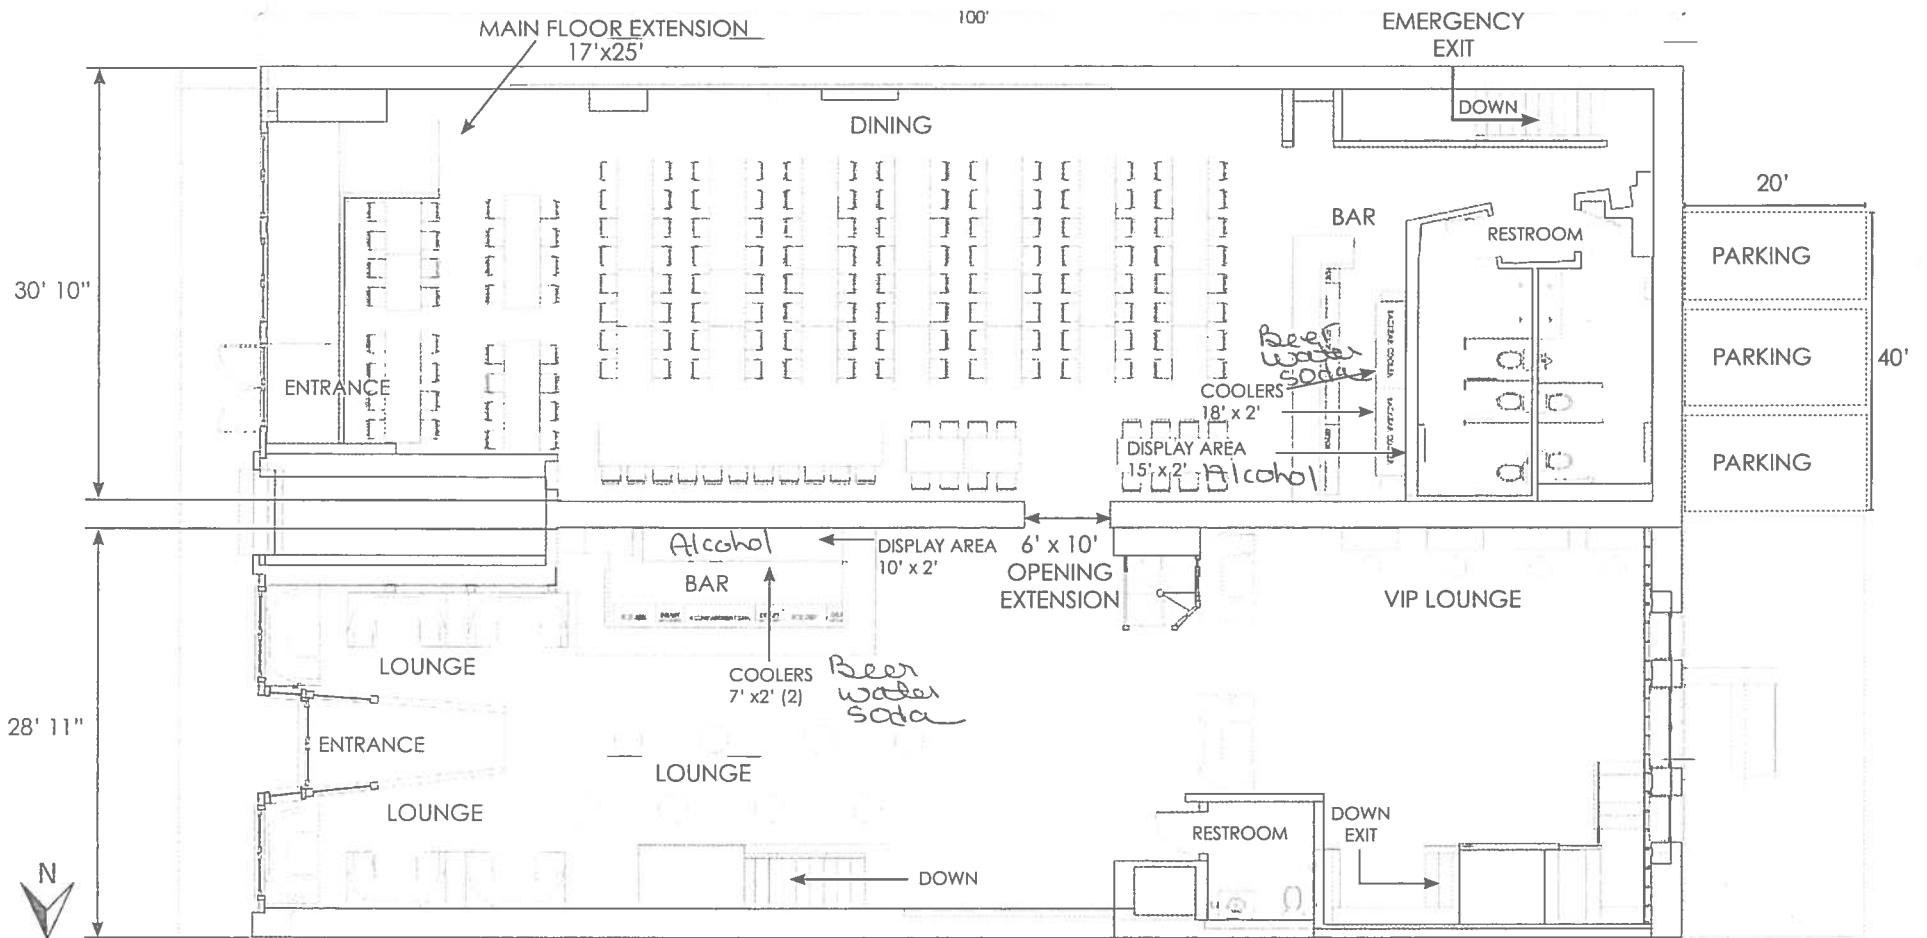 100'
MAIN FLOOR EXTENSION
17'x25'
EMERGENCY
EXIT
DOWN
DINING
20'
BAR
RESTROOM
PARKING
30' 10"
Beer
water
soda
PARKING
40'
ENTRANCE
COOLERS
18' x 2'
DISPLAY AREA
15' x 2' Alcohol
PARKING
Alcohol
DISPLAY AREA
10' x 2'
6' x 10'
OPENING
EXTENSION
BAR
VIP LOUNGE
LOUNGE
COOLERS
7' x2' (2)
Beer
water
soda
28' 11"
ENTRANCE
LOUNGE
LOUNGE
RESTROOM
DOWN
EXIT
DOWN
N